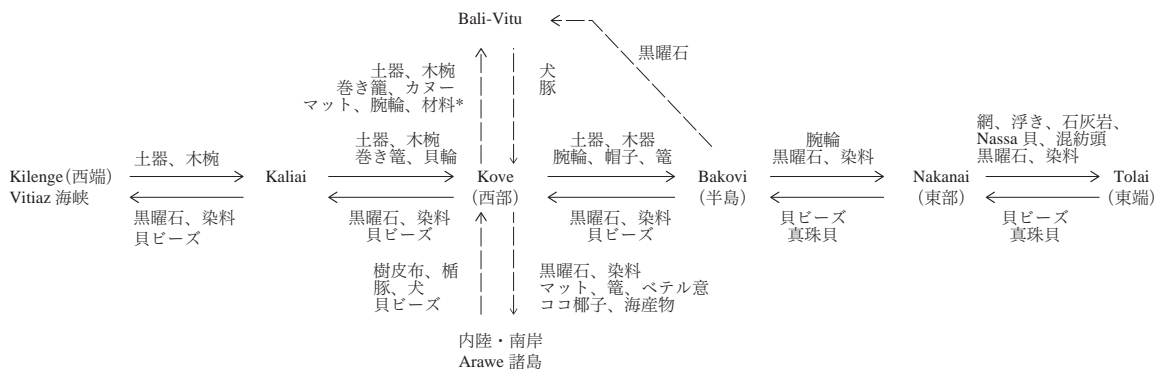 Bali-Vitu
黒曜石
土器、木椀
巻き籠、カヌー
マット、腕輪、材料*
犬
豚
土器、木椀
Kilenge(西端)
Vitiaz 海峡
黒曜石、染料
貝ビーズ
Kaliai
土器、木椀
巻き篭、貝輪
黒曜石、染料
貝ビーズ
Kove
(西部)
土器、木器
腕輪、帽子、篭
黒曜石、染料
貝ビーズ
Bakovi
(半島)
腕輪
黒曜石、染料
貝ビーズ
真珠貝
Nakanai
(東部)
網、浮き、石灰岩、
Nassa 貝、混紡頭
黒曜石、染料
貝ビーズ
真珠貝
Tolai
(東端)
樹皮布、楯
豚、犬
貝ビーズ
黒曜石、染料
マット、篭、ベテル意
ココ椰子、海産物
内陸・南岸
Arawe 諸島